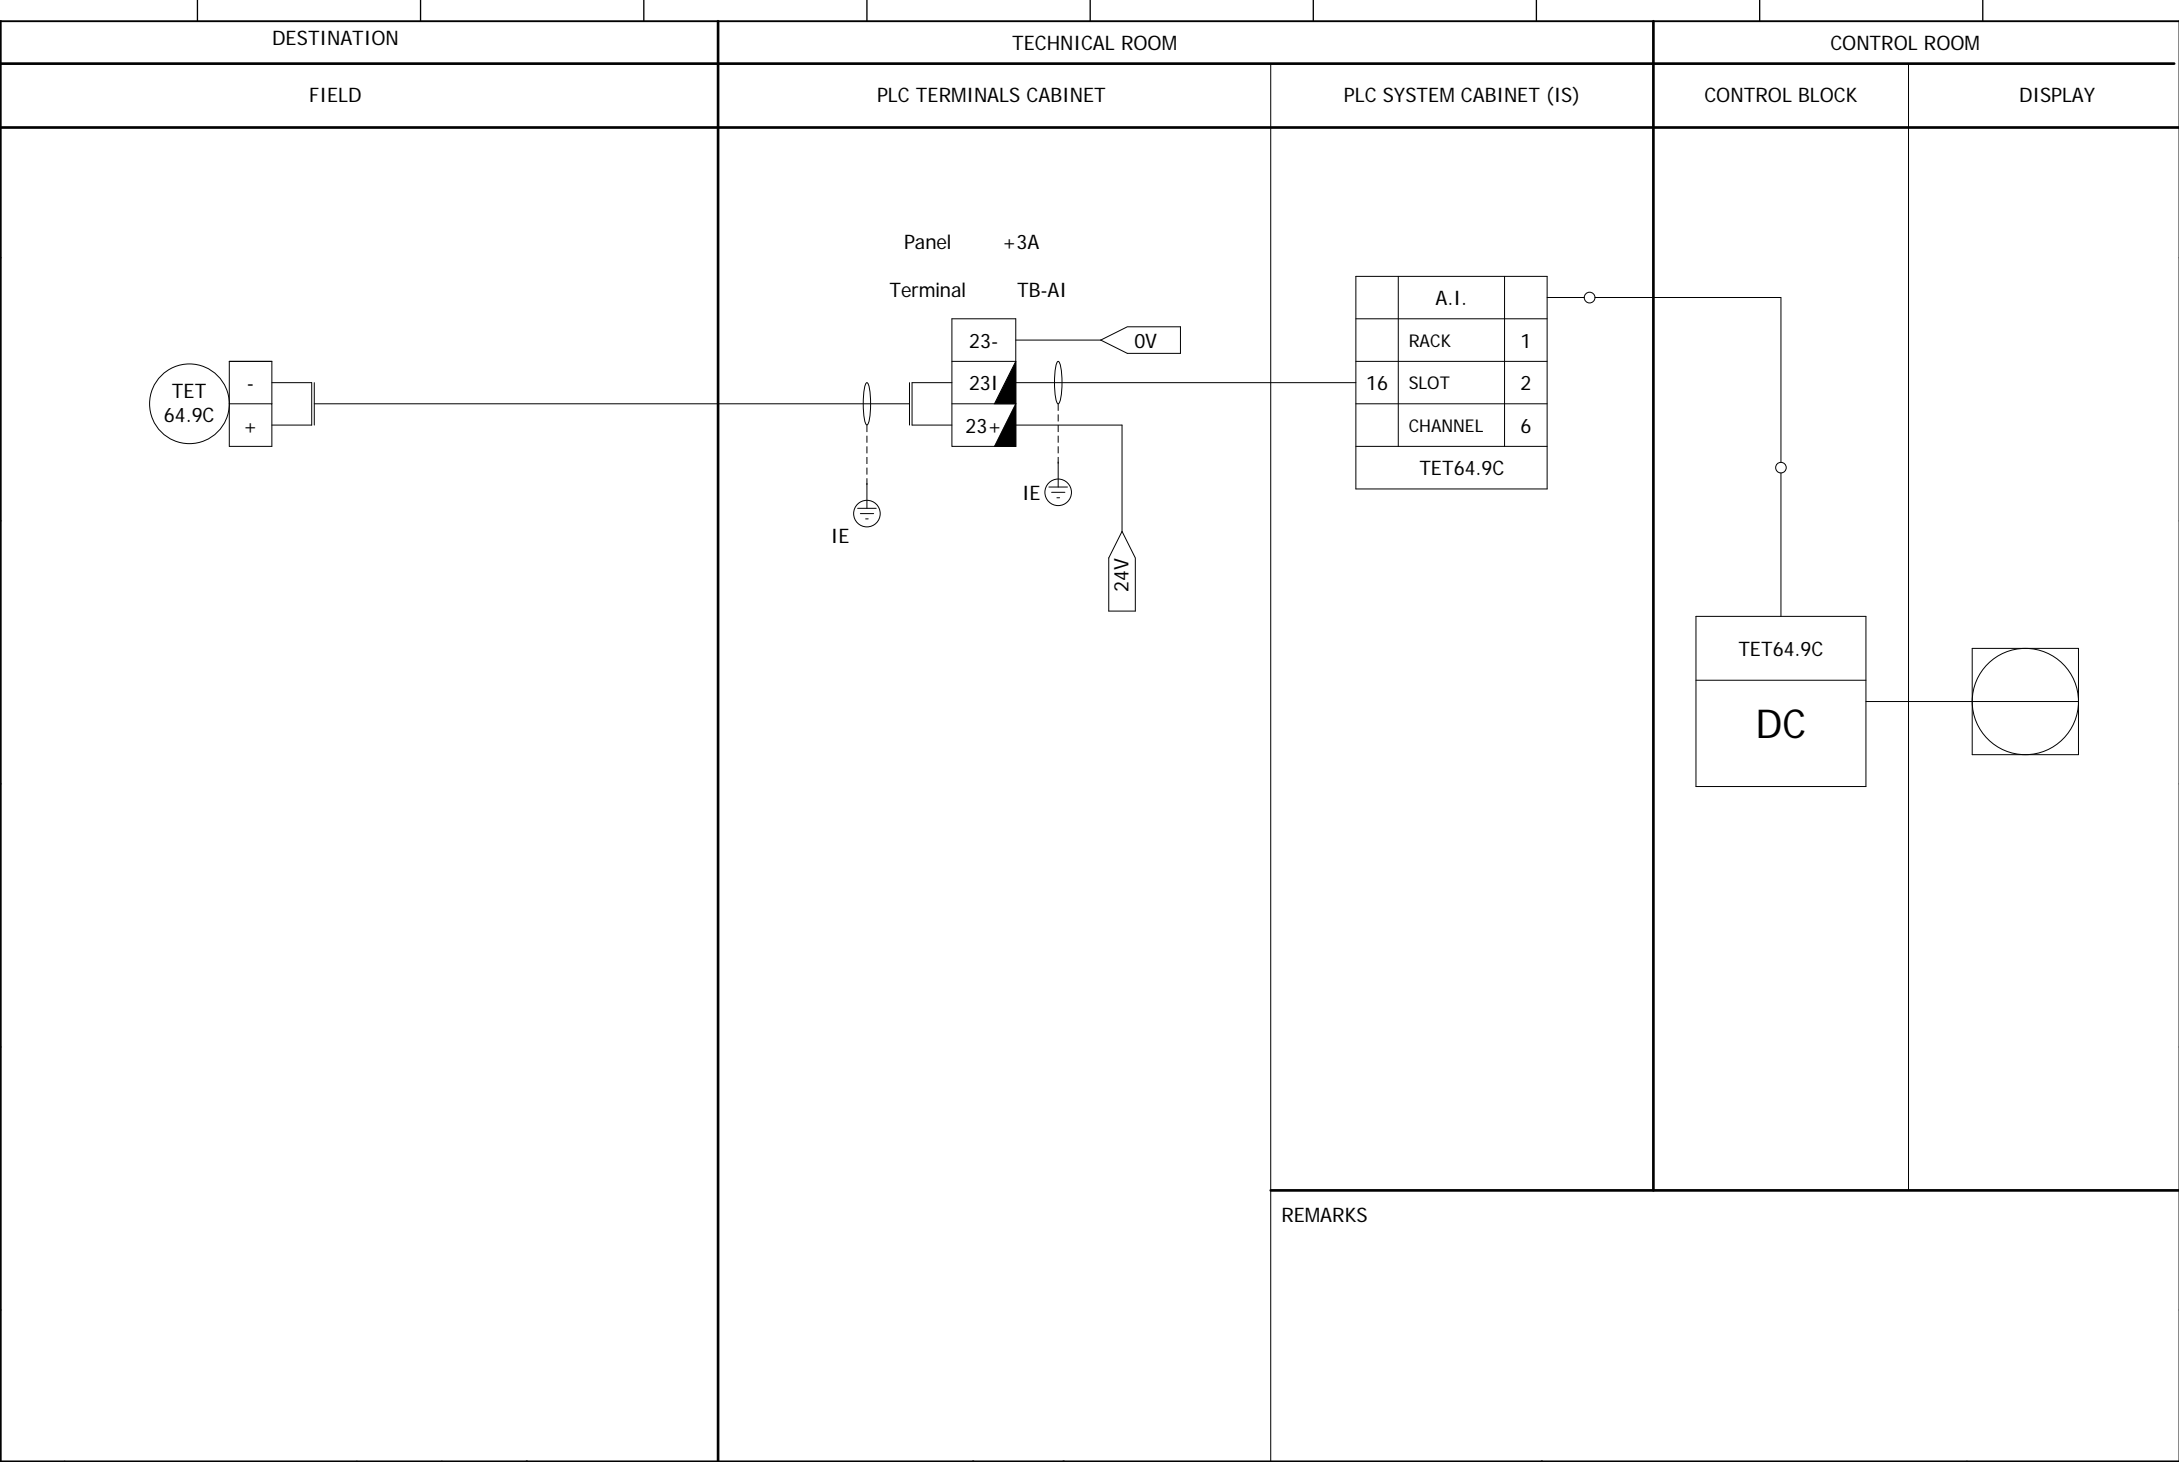 DESTINATION
TECHNICAL ROOM
CONTROL ROOM
FIELD
PLC TERMINALS CABINET
PLC SYSTEM CABINET (IS)
CONTROL BLOCK
DISPLAY
Panel +3A
Terminal TB-AI
TET
64.9C
-
+
23-
23I
23+
0V
IE
IE
24V
A.I.
RACK 1
16 SLOT 2
CHANNEL 6
TET64.9C
TET64.9C
DC
REMARKS